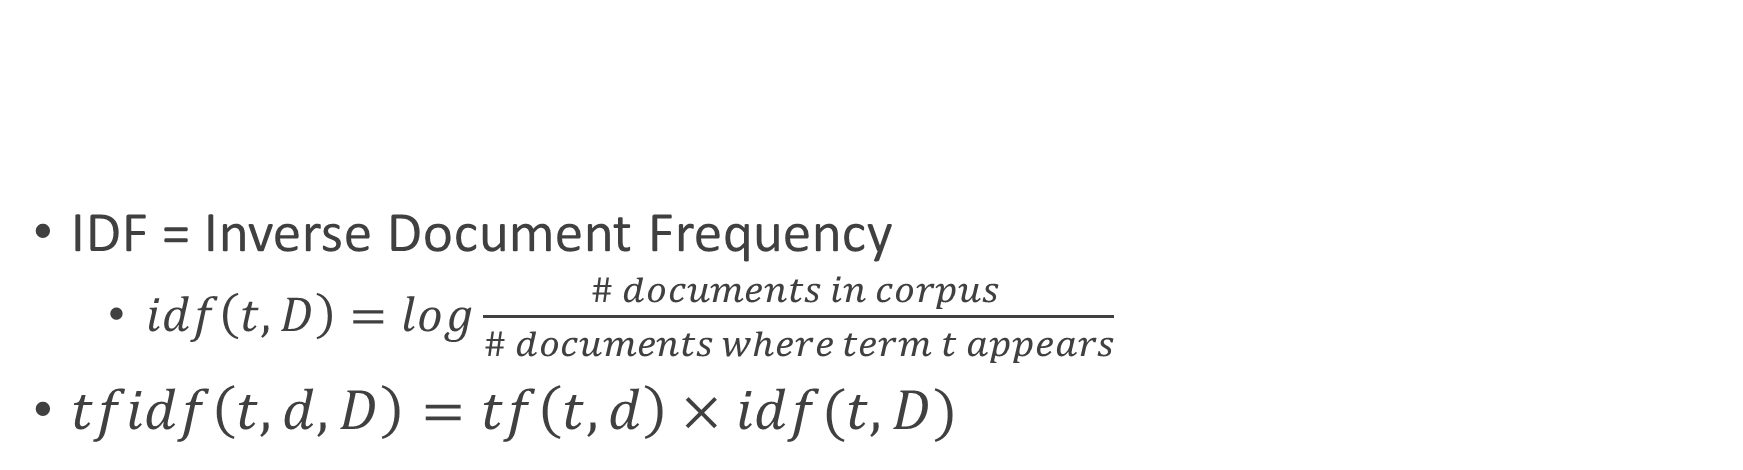 • IDF = Inverse Document Frequency
• idf(t, D) = log # documents in corpus / # documents where term t appears
• tfidf(t, d, D) = tf(t, d) × idf(t, D)